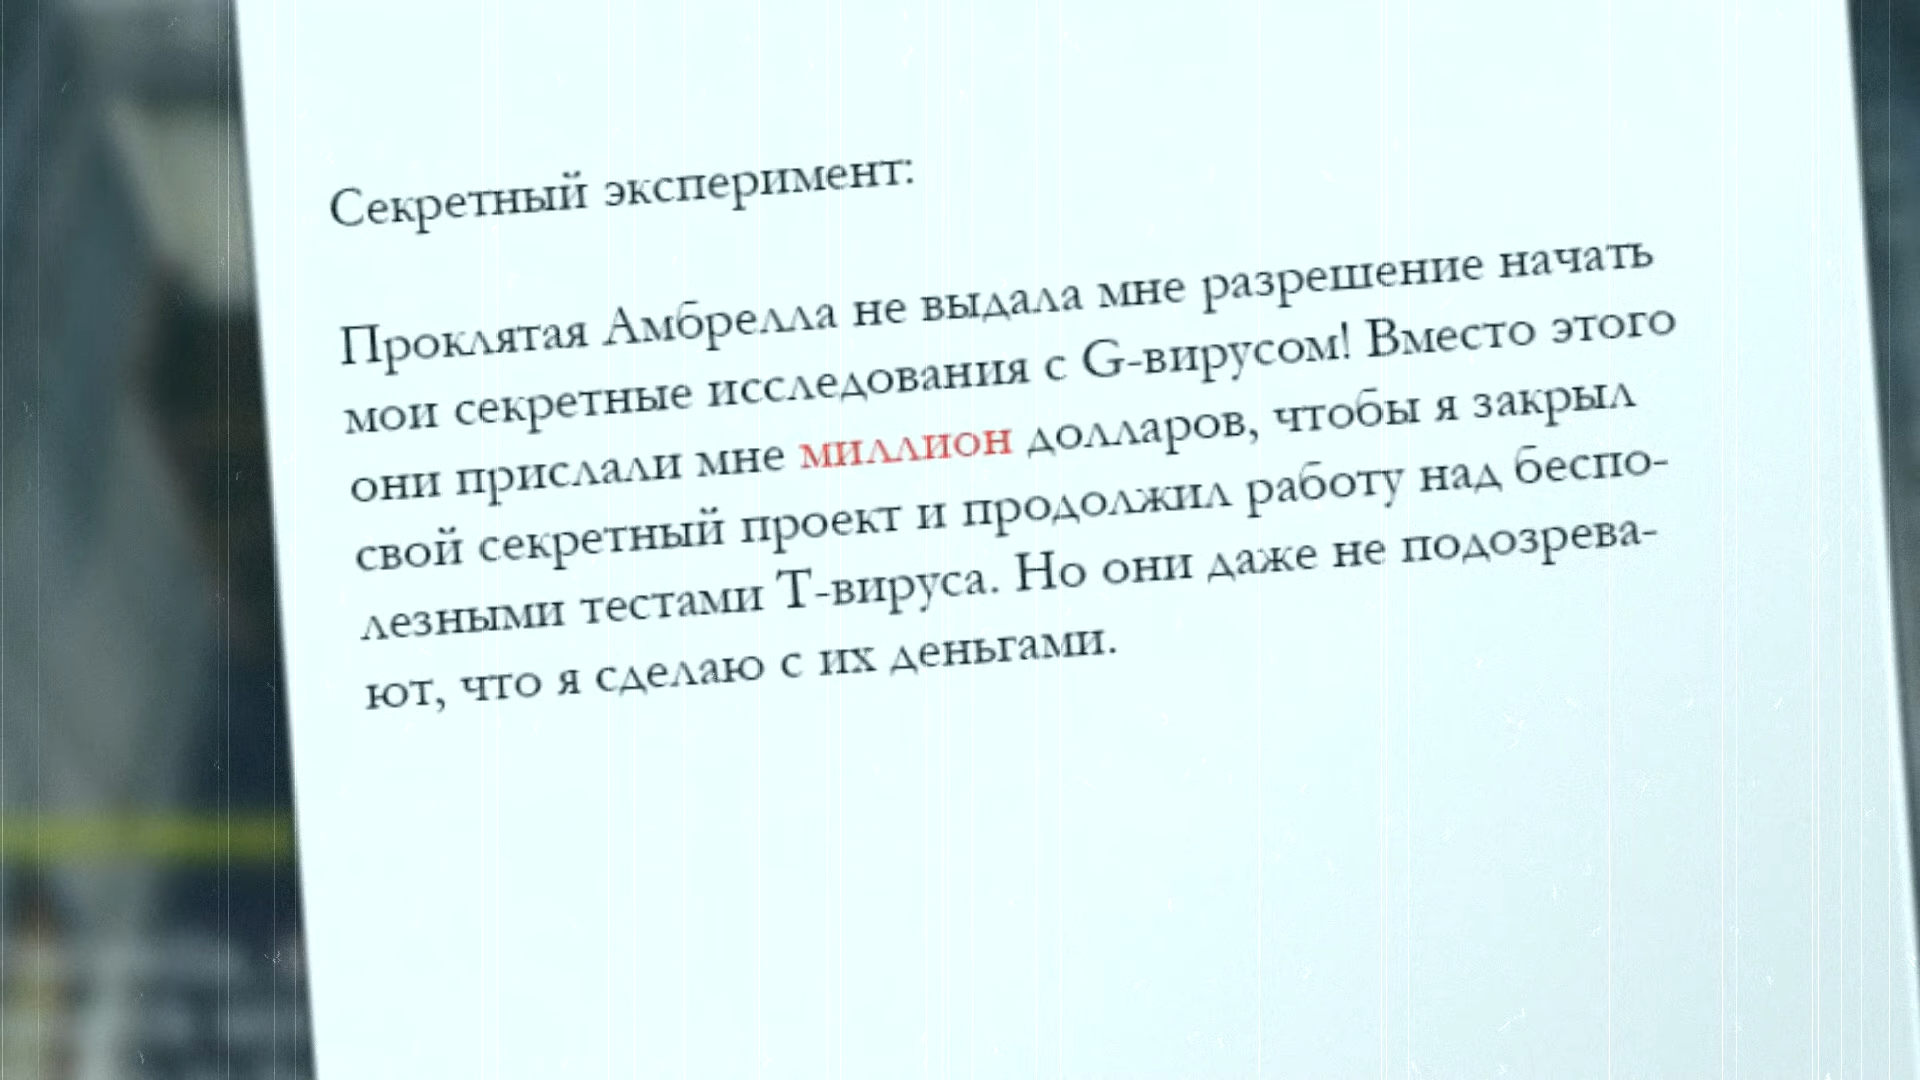 Секретный эксперимент:
Проклятая Амбрелла не выдала мне разрешение начать
мои секретные исследования с G-вирусом! Вместо этого
они прислали мне миллион долларов, чтобы я закрыл
свой секретный проект и продолжил работу над беспо-
лезными тестами Т-вируса. Но они даже не подозрева-
ют, что я сделаю с их деньгами.